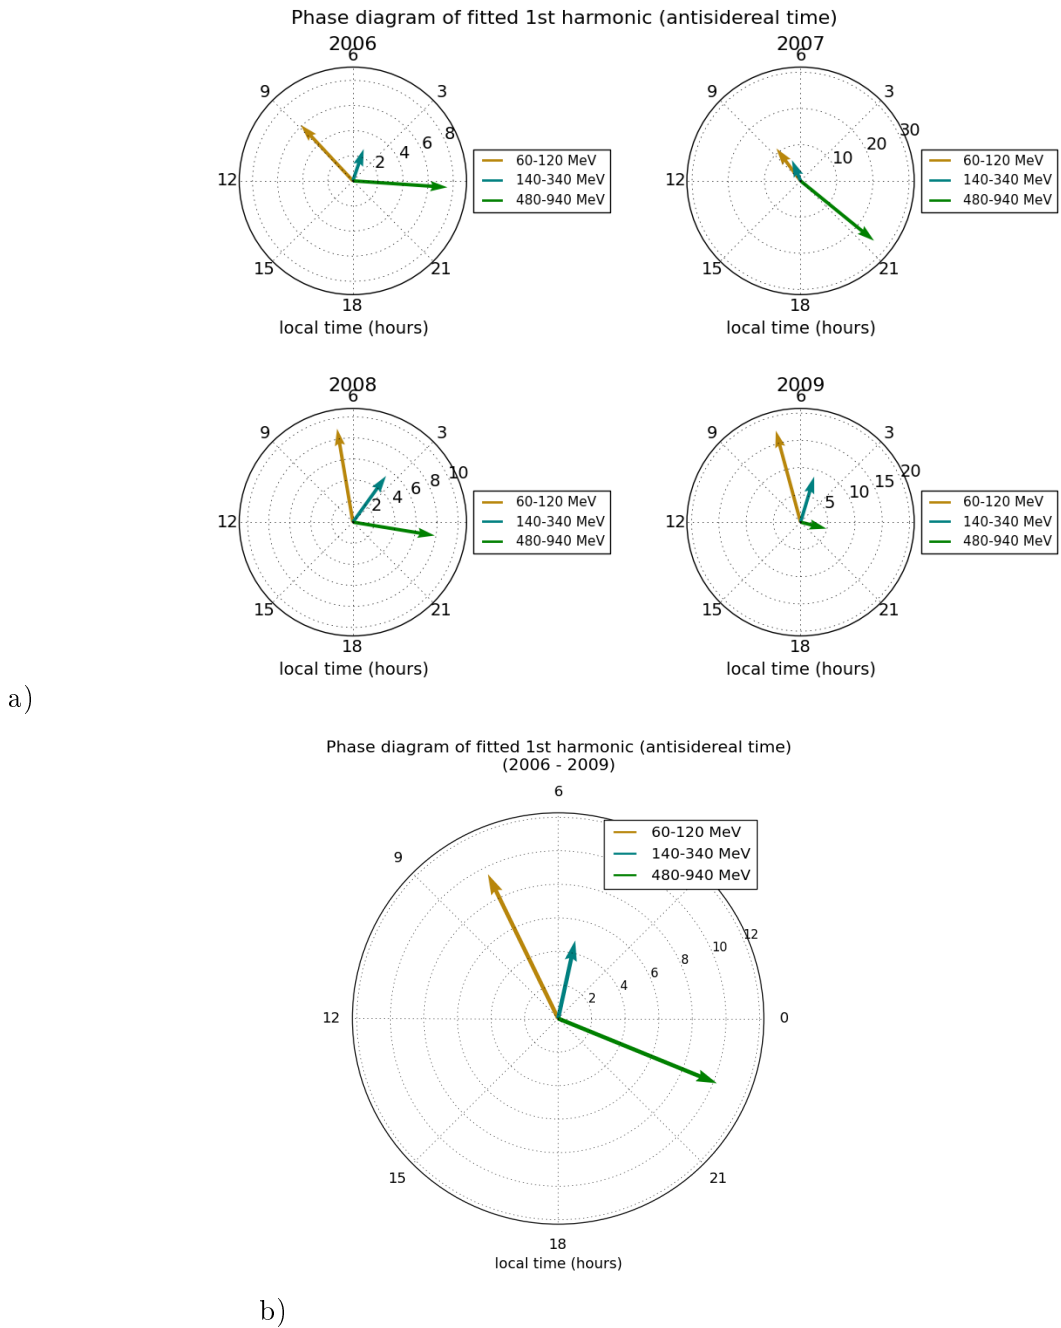 Phase diagram of fitted 1st harmonic (antisidereal time)
2006
6
9
3
8
6
4
2
12
15
21
18
local time (hours)
60-120 MeV
140-340 MeV
480-940 MeV
2007
6
9
3
30
20
10
12
15
21
18
local time (hours)
60-120 MeV
140-340 MeV
480-940 MeV
2008
6
9
3
10
8
6
4
2
12
15
21
18
local time (hours)
60-120 MeV
140-340 MeV
480-940 MeV
2009
6
9
3
20
15
10
5
12
15
21
18
local time (hours)
60-120 MeV
140-340 MeV
480-940 MeV
a)
Phase diagram of fitted 1st harmonic (antisidereal time)
(2006 - 2009)
6
60-120 MeV
140-340 MeV
480-940 MeV
9
12
10
8
6
4
2
12
0
15
21
18
local time (hours)
b)